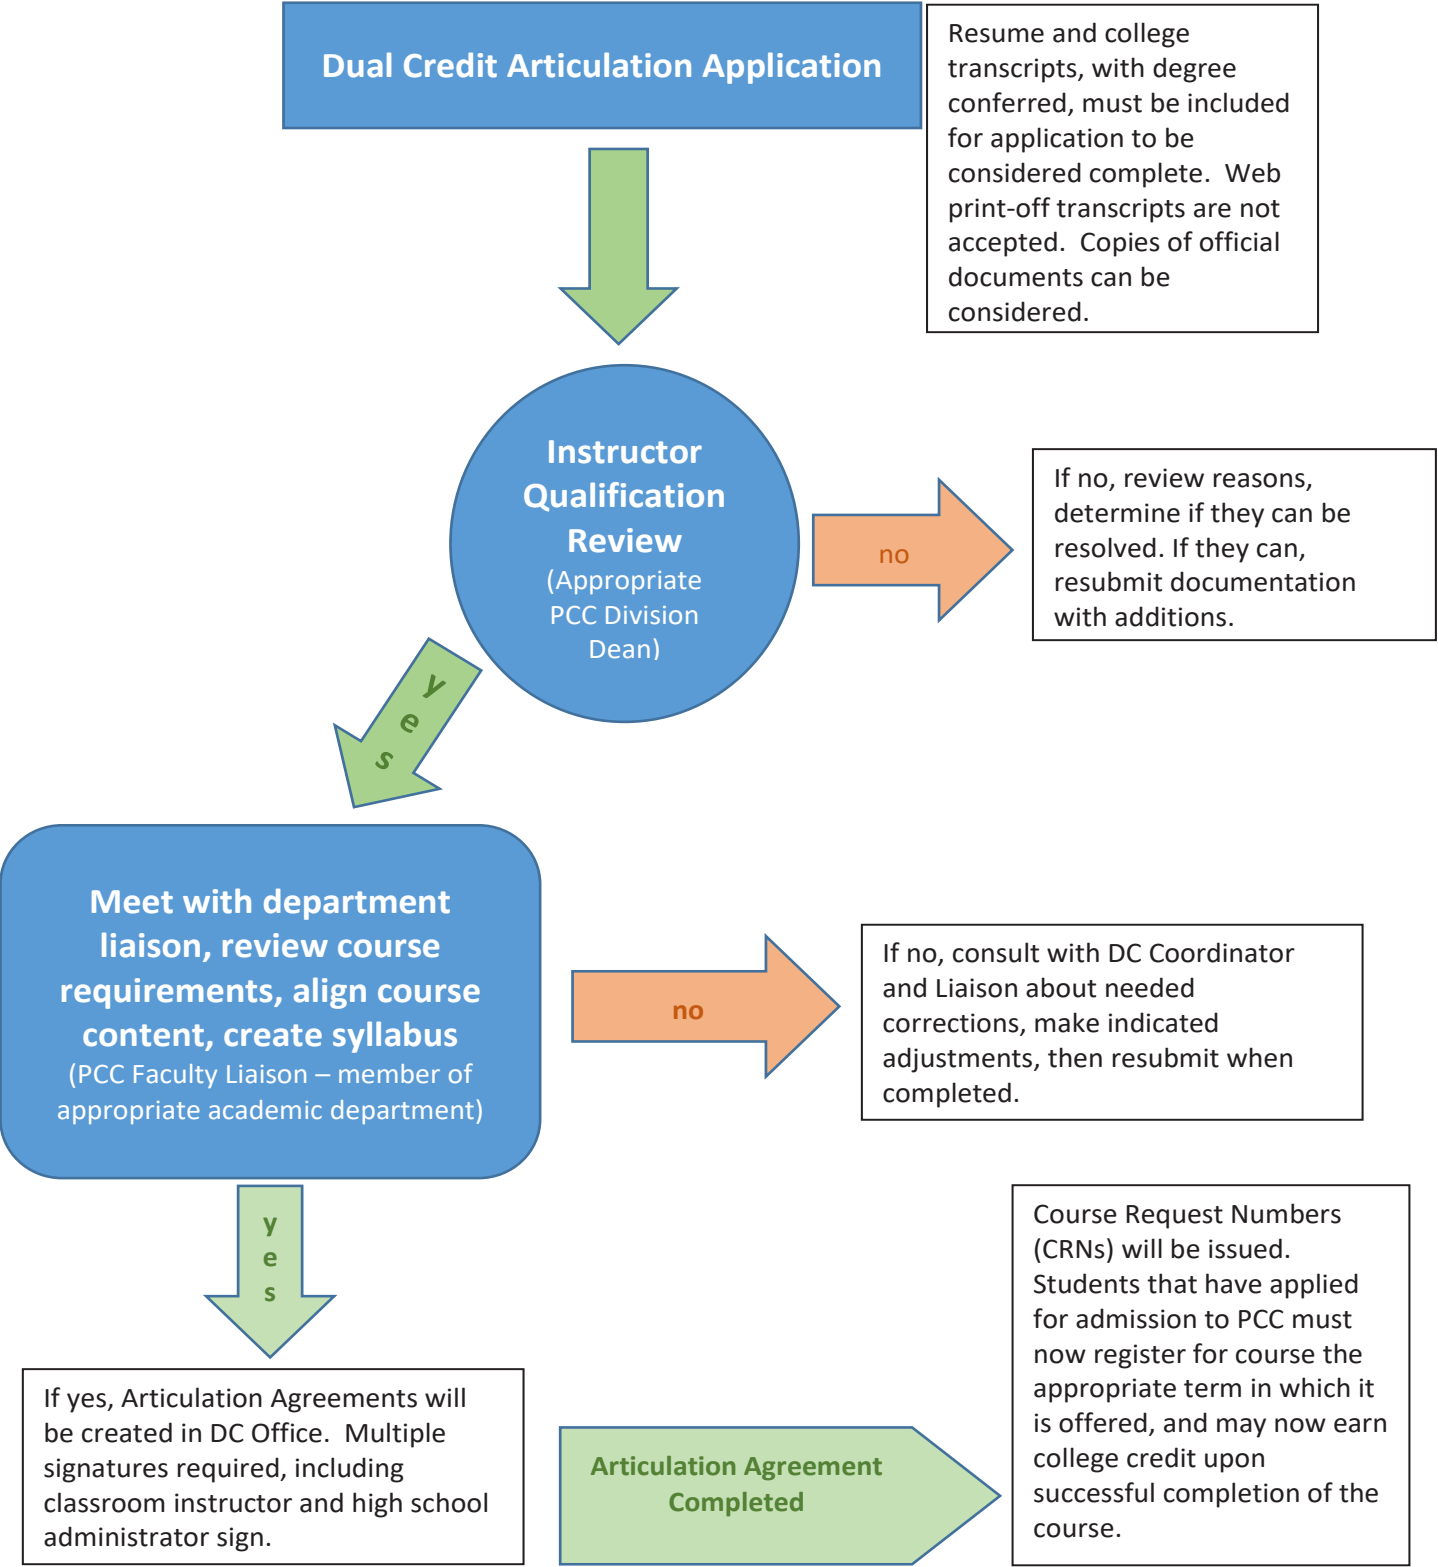 Dual Credit Articulation Application
Resume and college
transcripts, with degree
conferred, must be included
for application to be
considered complete.  Web
print-off transcripts are not
accepted.  Copies of official
documents can be
considered.
Instructor
Qualification
Review
(Appropriate
PCC Division
Dean)
no
If no, review reasons,
determine if they can be
resolved. If they can,
resubmit documentation
with additions.
y
e
s
Meet with department
liaison, review course
requirements, align course
content, create syllabus
(PCC Faculty Liaison – member of
appropriate academic department)
no
If no, consult with DC Coordinator
and Liaison about needed
corrections, make indicated
adjustments, then resubmit when
completed.
y
e
s
If yes, Articulation Agreements will
be created in DC Office.  Multiple
signatures required, including
classroom instructor and high school
administrator sign.
Articulation Agreement
Completed
Course Request Numbers
(CRNs) will be issued.
Students that have applied
for admission to PCC must
now register for course the
appropriate term in which it
is offered, and may now earn
college credit upon
successful completion of the
course.